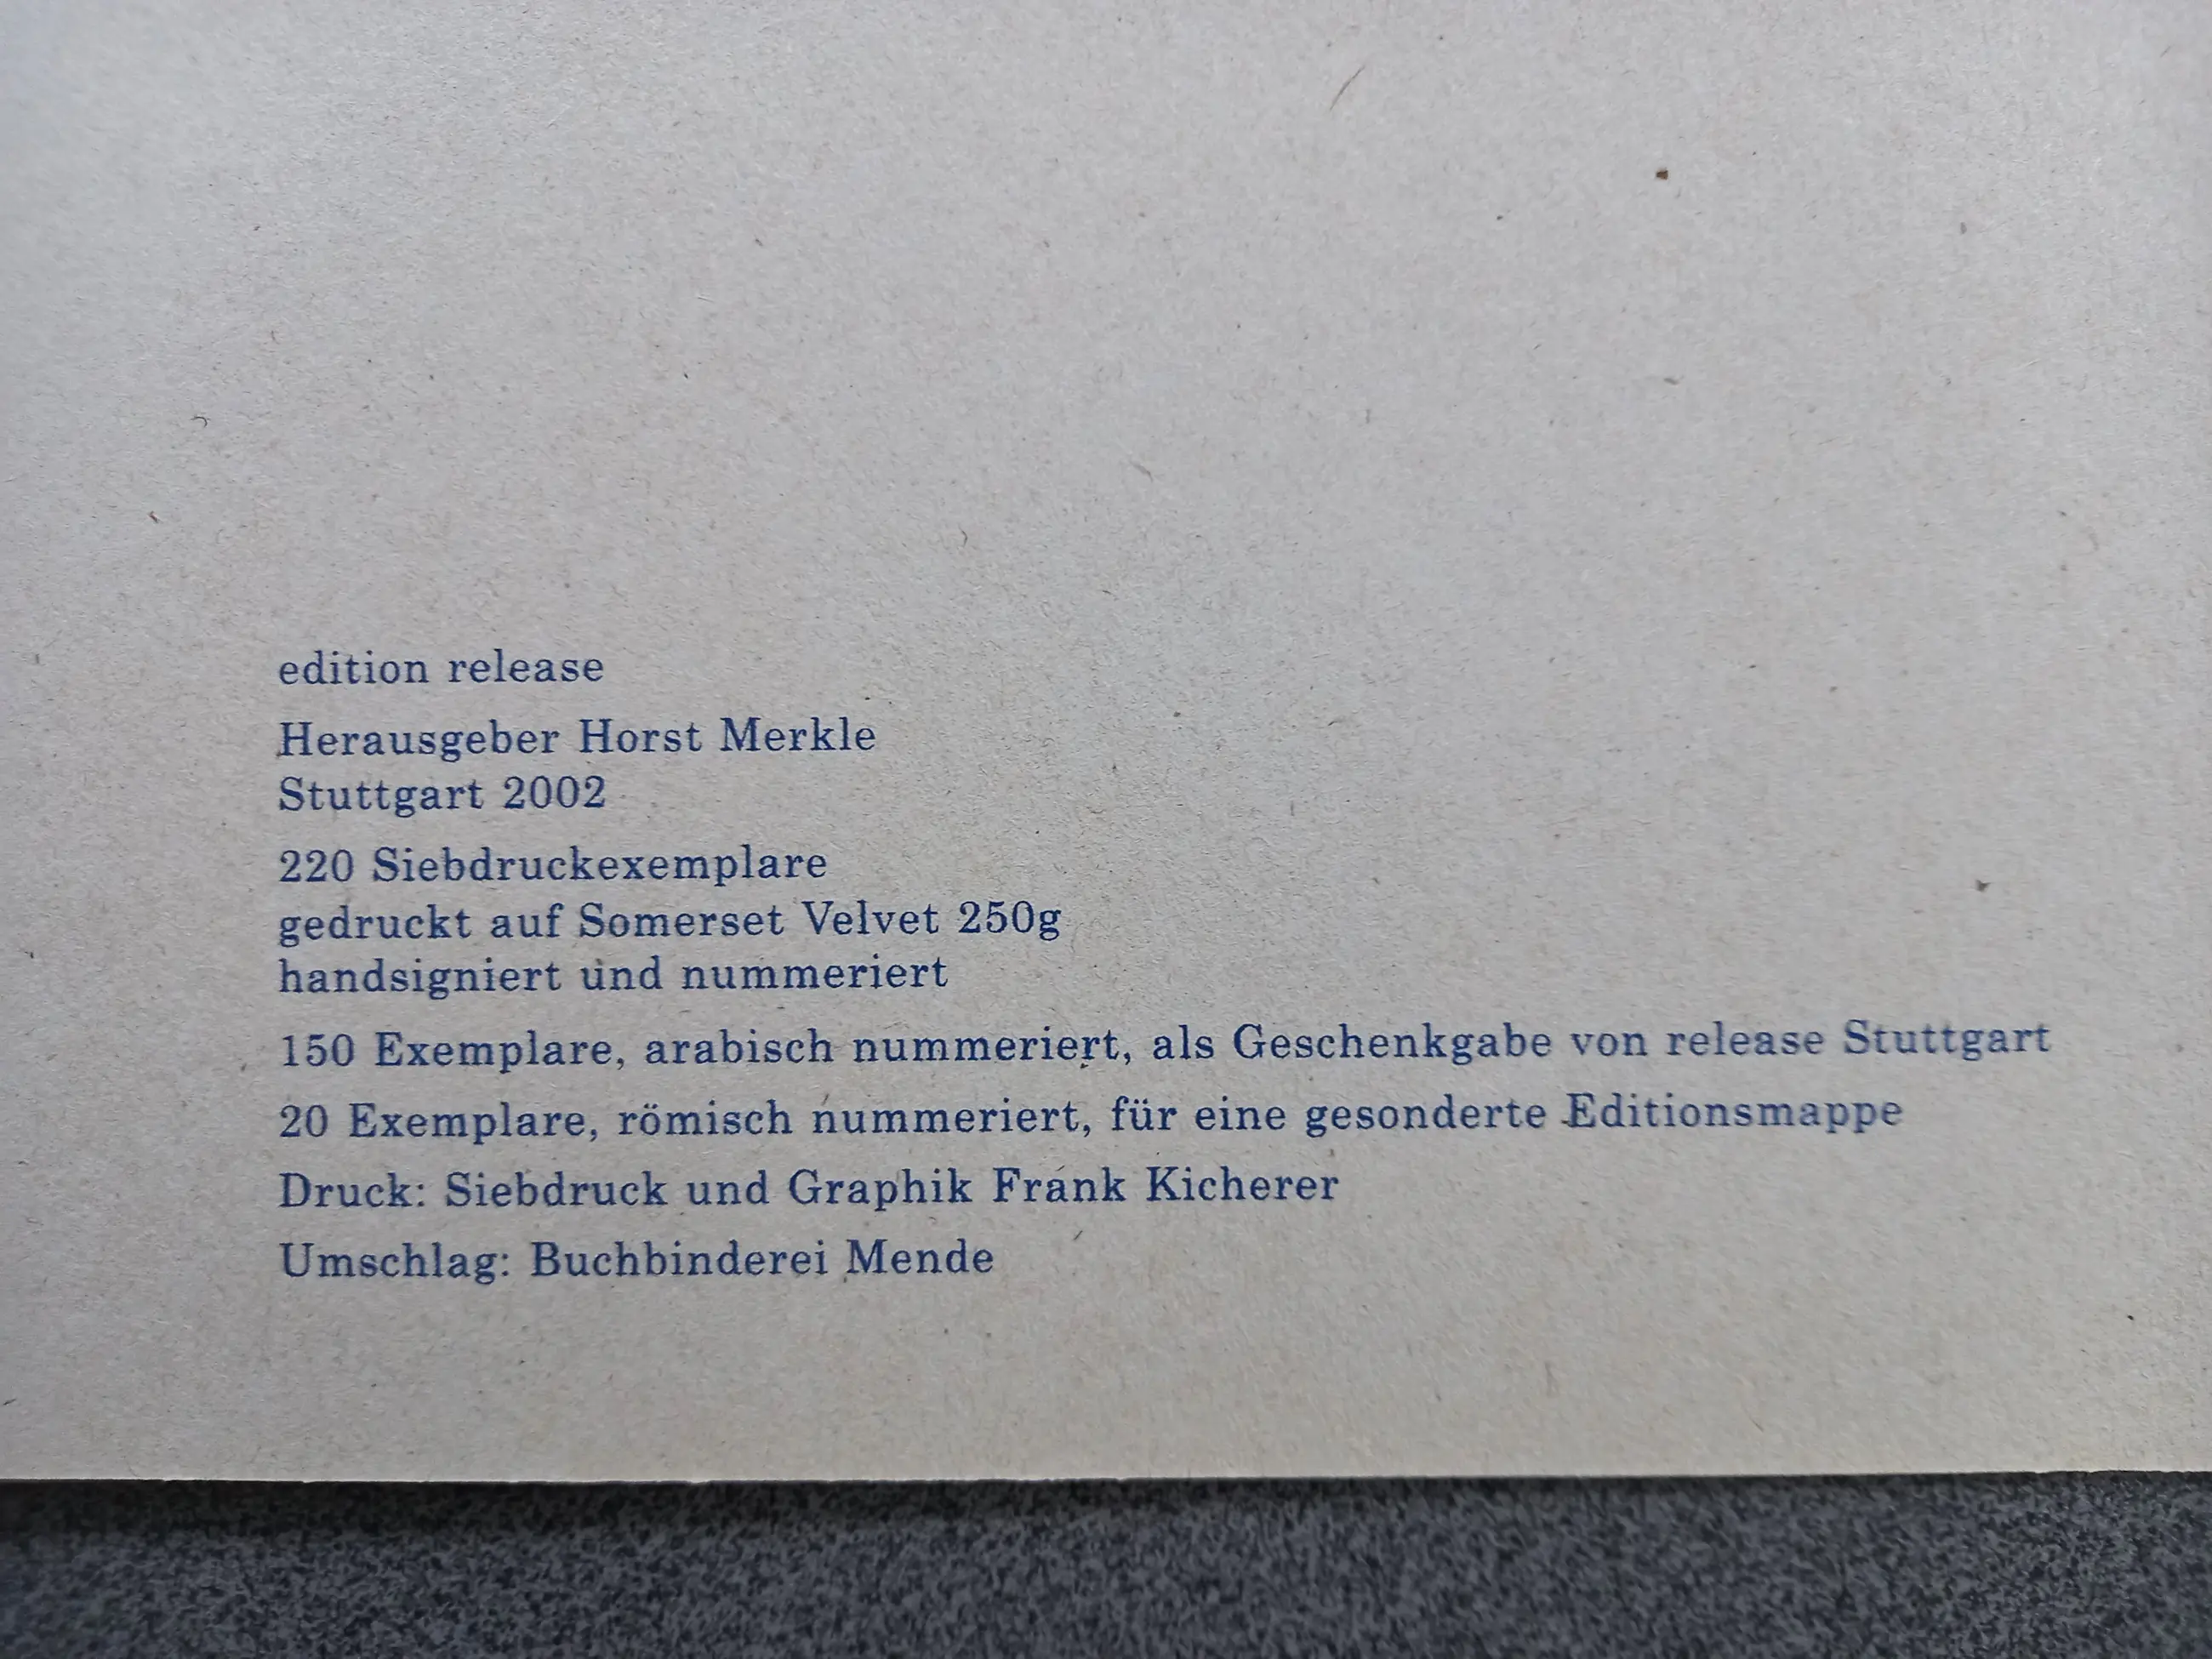 edition release
Herausgeber Horst Merkle
Stuttgart 2002
220 Siebdruckexemplare
gedruckt auf Somerset Velvet 250g
handsigniert und nummeriert
150 Exemplare, arabisch nummeriert, als Geschenkgabe von release Stuttgart
20 Exemplare, römisch nummeriert, für eine gesonderte Editionsmappe
Druck: Siebdruck und Graphik Frank Kicherer
Umschlag: Buchbinderei Mende